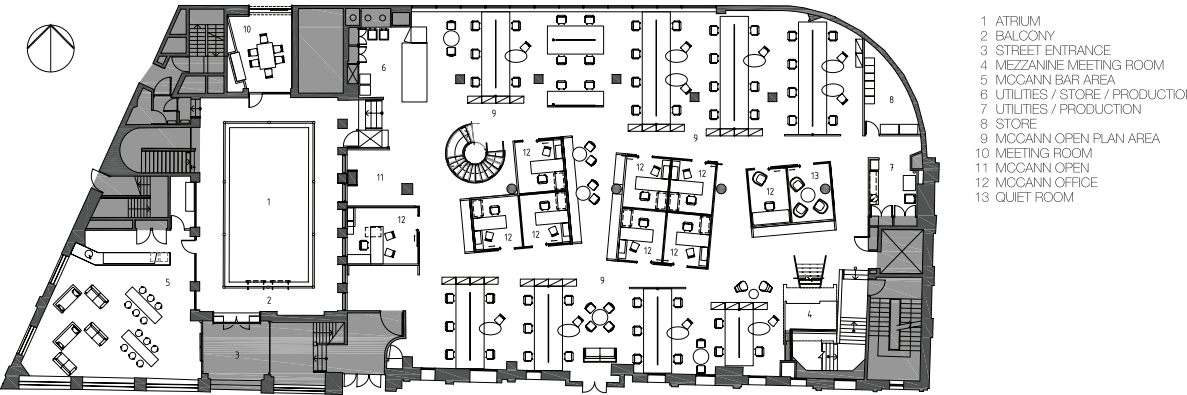 1 ATRIUM
2 BALCONY
3 STREET ENTRANCE
4 MEZZANINE MEETING ROOM
5 MCCANN BAR AREA
6 UTILITIES / STORE / PRODUCTIO
7 UTILITIES / PRODUCTION
8 STORE
9 MCCANN OPEN PLAN AREA
10 MEETING ROOM
11 MCCANN OPEN
12 MCCANN OFFICE
13 QUIET ROOM
10
6
9
8
9
12
12
12
13
7
1
11
12
12
12
12
12
12
5
9
2
4
3